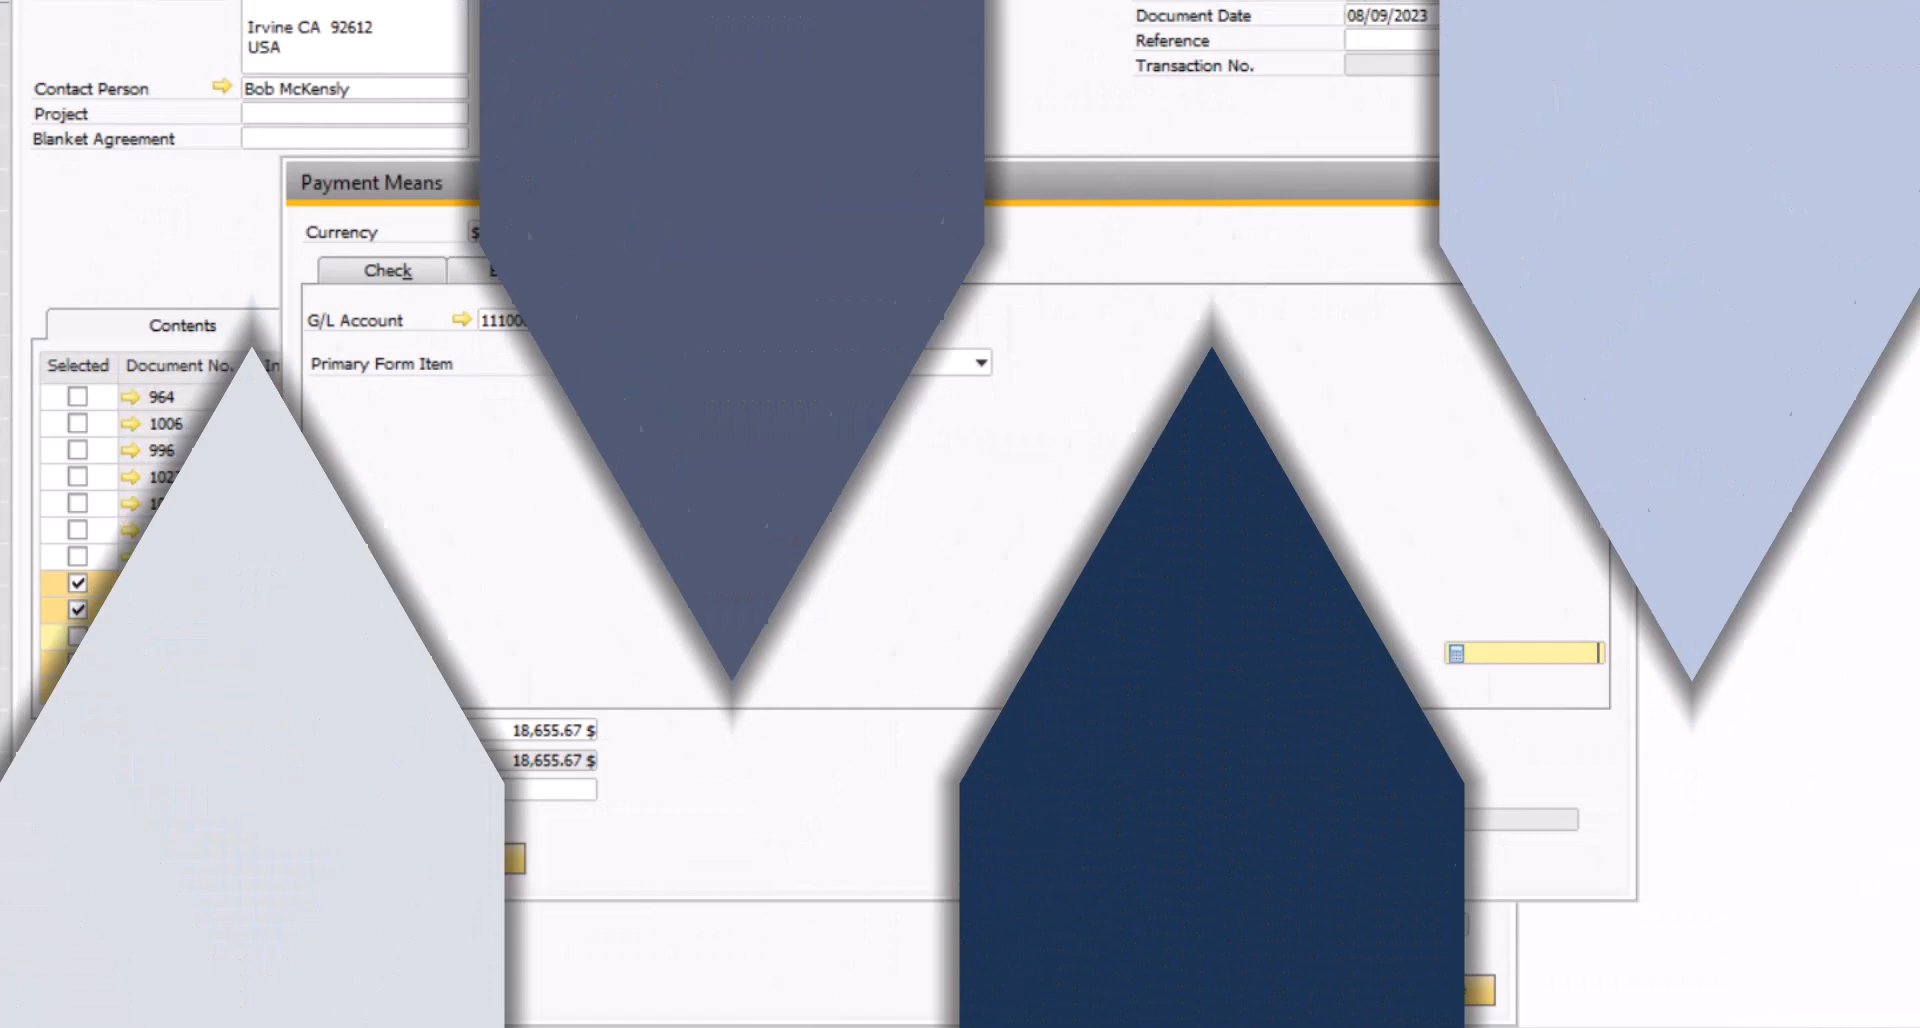 Irvine CA 92612
USA
Contact Person
Bob McKensly
Project
Blanket Agreement
Document Date
08/09/2023
Reference
Transaction No.
Payment Means
Currency
$
Check
G/L Account
Primary Form Item
Contents
Selected
Document No.
In
964
1006
996
18,655.67 $
18,655.67 $